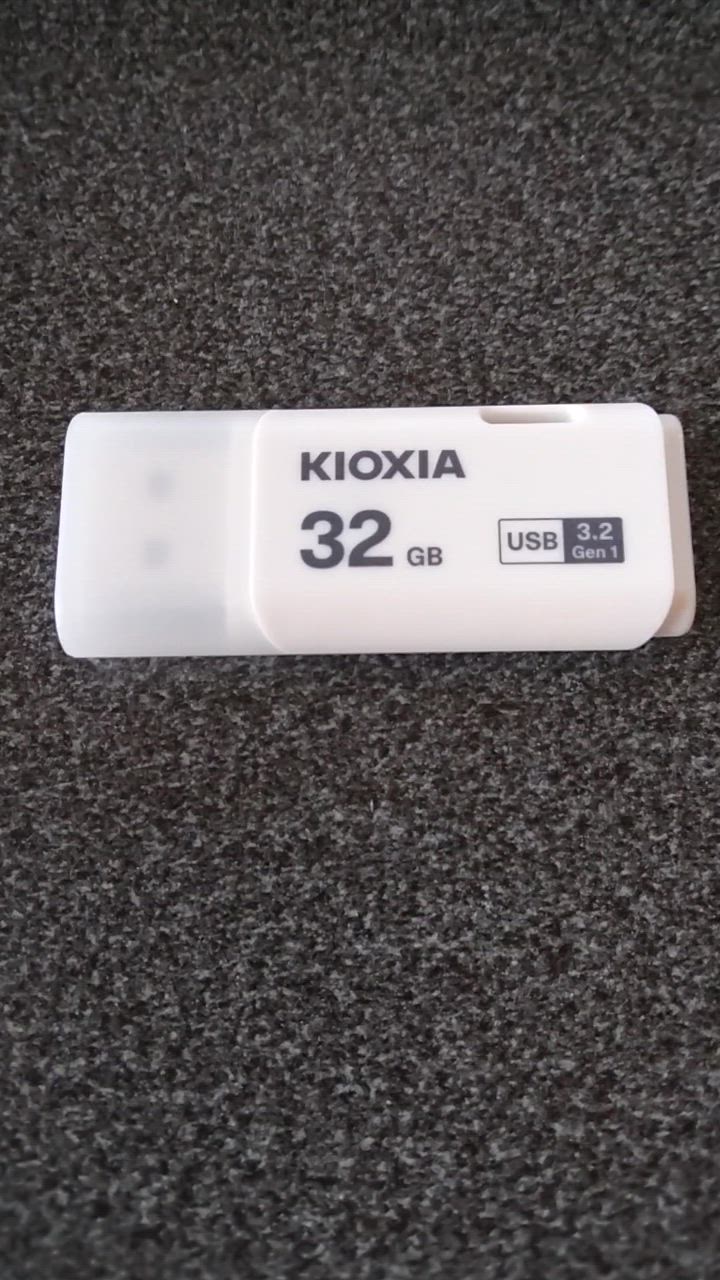 KIOXIA
32 GB
USB 3.2
Gen 1